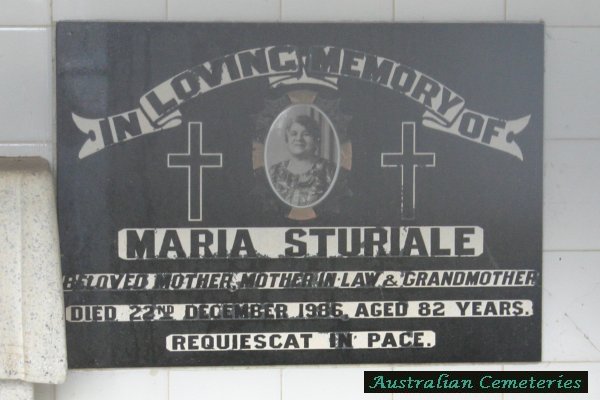 IN LOVING MEMORY OF
MARIA STURIALE
BELOVED MOTHER, MOTHER-IN-LAW, & GRANDMOTHER
DIED 22ND DECEMBER 1986, AGED 82 YEARS.
REQUIESCAT IN PACE.
Australian Cemeteries